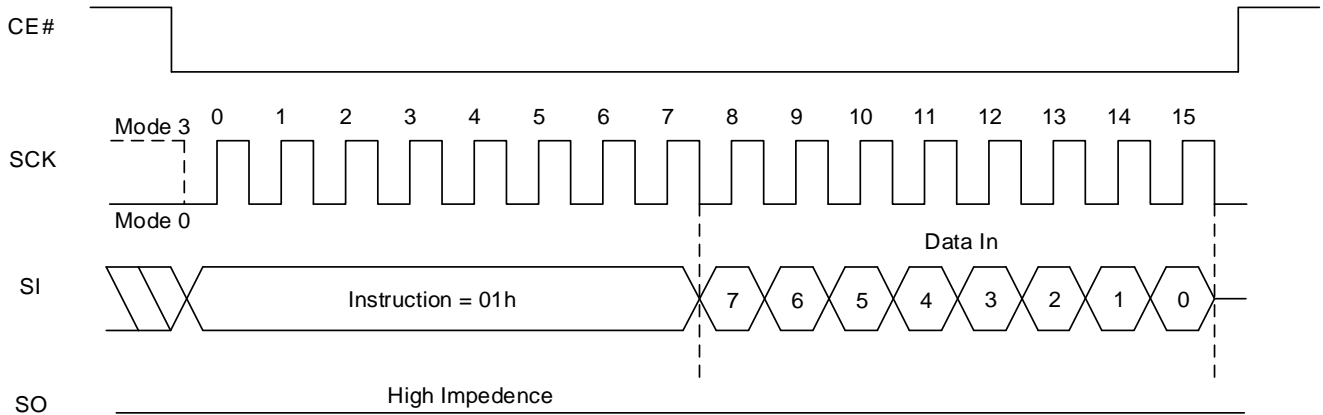 CE#
Mode 3
0 1 2 3 4 5 6 7 8 9 10 11 12 13 14 15
SCK
Mode 0
Data In
SI
Instruction = 01h
7 6 5 4 3 2 1 0
High Impedence
SO